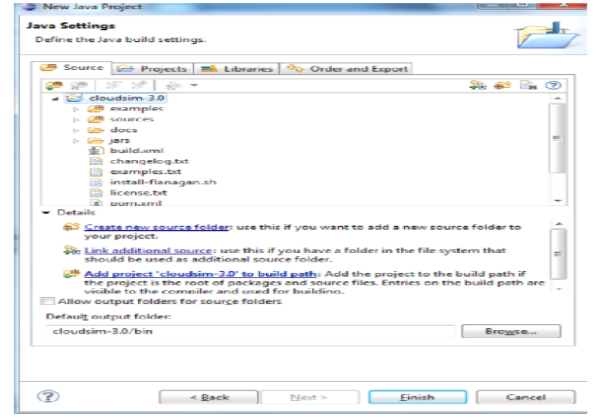 New Java Project
Java Settings
Define the Java build settings.
Source Projects Libraries Order and Export
cloudsim-3.0
examples
sources
docs
jars
build.xml
changelog.txt
examples.txt
install-flanagan.sh
license.txt
pom.xml
Details
Create new source folder: use this if you want to add a new source folder to
your project.
Link additional source: use this if you have a folder in the file system that
should be used as additional source folder.
Add project 'cloudsim-3.0' to build path: Add the project to the build path if
the project is the root of packages and source files. Entries on the build path are
visible to the compiler and used for building.
Allow output folders for source folders
Default output folder:
cloudsim-3.0/bin
Browse...
< Back Next > Finish Cancel